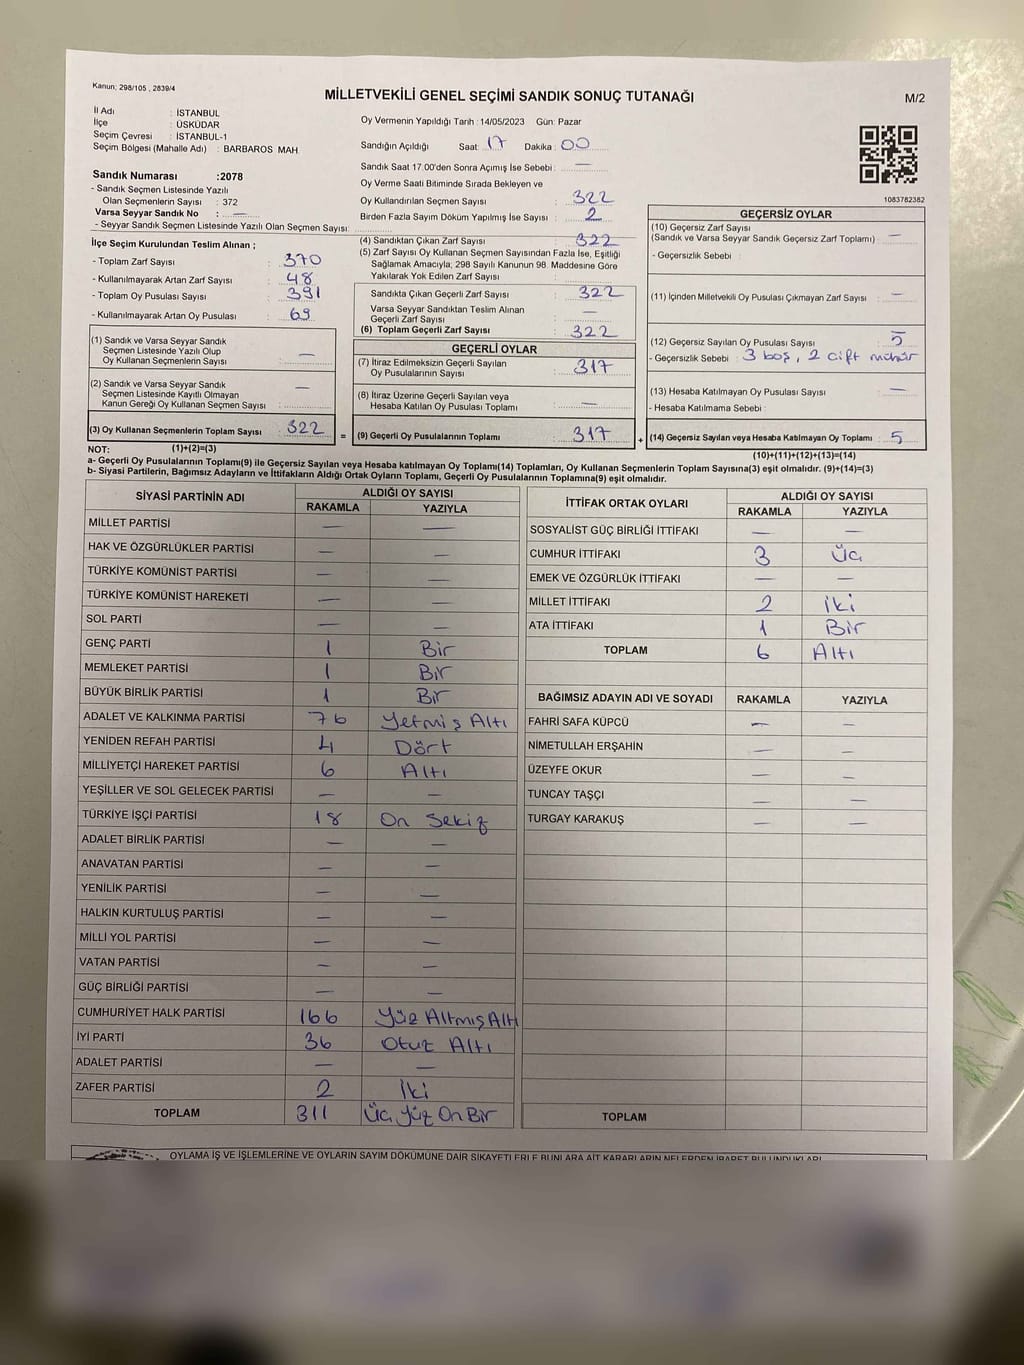 Kanun; 298/105 , 2839/4
MİLLETVEKİLİ GENEL SEÇİMİ SANDIK SONUÇ TUTANAĞI
M/2
İl Adı : İSTANBUL
İlçe : ÜSKÜDAR
Seçim Çevresi : İSTANBUL-1
Seçim Bölgesi (Mahalle Adı) : BARBAROS MAH.
Sandık Numarası :2078
- Sandık Seçmen Listesinde Yazılı
Olan Seçmenlerin Sayısı : 372
Varsa Seyyar Sandık No : —
- Seyyar Sandık Seçmen Listesinde Yazılı Olan Seçmen Sayısı:
Oy Vermenin Yapıldığı Tarih :14/05/2023 Gün: Pazar
Sandığın Açıldığı Saat: 17 Dakika : 00
Sandık Saat 17.00'den Sonra Açımış İse Sebebi : —
Oy Verme Saati Bitiminde Sırada Bekleyen ve
Oy Kullandırılan Seçmen Sayısı : 322
Birden Fazla Sayım Döküm Yapılmış İse Sayısı : 2
1083782382
İlçe Seçim Kurulundan Teslim Alınan ;
- Toplam Zarf Sayısı : 370
- Kullanılmayarak Artan Zarf Sayısı : 48
- Toplam Oy Pusulası Sayısı : 391
- Kullanılmayarak Artan Oy Pusulası : 69
(1) Sandık ve Varsa Seyyar Sandık
Seçmen Listesinde Yazılı Olup
Oy Kullanan Seçmenlerin Sayısı : —
(2) Sandık ve Varsa Seyyar Sandık
Seçmen Listesinde Kayıtlı Olmayan
Kanun Gereği Oy Kullanan Seçmen Sayısı : —
(3) Oy Kullanan Seçmenlerin Toplam Sayısı : 322
(1)+(2)=(3)
(4) Sandıktan Çıkan Zarf Sayısı : 322
(5) Zarf Sayısı Oy Kullanan Seçmen Sayısından Fazla İse, Eşitliği
Sağlamak Amacıyla; 298 Sayılı Kanunun 98. Maddesine Göre
Yakılarak Yok Edilen Zarf Sayısı :
Sandıkta Çıkan Geçerli Zarf Sayısı : 322
Varsa Seyyar Sandıktan Teslim Alınan
Geçerli Zarf Sayısı : —
(6) Toplam Geçerli Zarf Sayısı : 322
GEÇERLİ OYLAR
(7) İtiraz Edilmeksizin Geçerli Sayılan
Oy Pusulalarının Sayısı : 317
(8) İtiraz Üzerine Geçerli Sayılan veya
Hesaba Katılan Oy Pusulası Toplamı : —
= (9) Geçerli Oy Pusulalarının Toplamı : 317 +
GEÇERSİZ OYLAR
(10) Geçersiz Zarf Sayısı
(Sandık ve Varsa Seyyar Sandık Geçersiz Zarf Toplamı) : —
- Geçersizlik Sebebi :
(11) İçinden Milletvekili Oy Pusulası Çıkmayan Zarf Sayısı : —
(12) Geçersiz Sayılan Oy Pusulası Sayısı : 5
- Geçersizlik Sebebi : 3 boş, 2 çift mühür
(13) Hesaba Katılmayan Oy Pusulası Sayısı : —
- Hesaba Katılmama Sebebi :
(14) Geçersiz Sayılan veya Hesaba Katılmayan Oy Toplamı : 5
(10)+(11)+(12)+(13)=(14)
NOT:
a- Geçerli Oy Pusulaları Toplamı(9) ile Geçersiz Sayılan veya Hesaba katılmayan Oy Toplamı(14) Toplamları, Oy Kullanan Seçmenlerin Toplam Sayısına(3) eşit olmalıdır. (9)+(14)=(3)
b- Siyasi Partilerin, Bağımsız Adayların ve İttifakların Aldığı Ortak Oyların Toplamı, Geçerli Oy Pusulalarının Toplamına(9) eşit olmalıdır.
SİYASİ PARTİNİN ADI ALDIĞI OY SAYISI
RAKAMLA YAZIYLA
MİLLET PARTİSİ — —
HAK VE ÖZGÜRLÜKLER PARTİSİ — —
TÜRKİYE KOMÜNİST PARTİSİ — —
TÜRKİYE KOMÜNİST HAREKETİ — —
SOL PARTİ — —
GENÇ PARTİ 1 Bir
MEMLEKET PARTİSİ 1 Bir
BÜYÜK BİRLİK PARTİSİ 1 Bir
ADALET VE KALKINMA PARTİSİ 76 Yetmiş Altı
YENİDEN REFAH PARTİSİ 4 Dört
MİLLİYETÇİ HAREKET PARTİSİ 6 Altı
YEŞİLLER VE SOL GELECEK PARTİSİ — —
TÜRKİYE İŞÇİ PARTİSİ 18 On Sekiz
ADALET BİRLİK PARTİSİ — —
ANAVATAN PARTİSİ — —
YENİLİK PARTİSİ — —
HALKIN KURTULUŞ PARTİSİ — —
MİLLİ YOL PARTİSİ — —
VATAN PARTİSİ — —
GÜÇ BİRLİĞİ PARTİSİ — —
CUMHURİYET HALK PARTİSİ 166 Yüz Altmış Altı
İYİ PARTİ 36 Otuz Altı
ADALET PARTİSİ — —
ZAFER PARTİSİ 2 İki
TOPLAM 311 Üç Yüz On Bir
İTTİFAK ORTAK OYLARI ALDIĞI OY SAYISI
RAKAMLA YAZIYLA
SOSYALİST GÜÇ BİRLİĞİ İTTİFAKI — —
CUMHUR İTTİFAKI 3 Üç
EMEK VE ÖZGÜRLÜK İTTİFAKI — —
MİLLET İTTİFAKI 2 İki
ATA İTTİFAKI 1 Bir
TOPLAM 6 Altı
BAĞIMSIZ ADAYIN ADI VE SOYADI RAKAMLA YAZIYLA
FAHRİ SAFA KÜPCÜ — —
NİMETULLAH ERŞAHİN — —
ÜZEYFE OKUR — —
TUNCAY TAŞÇI — —
TURGAY KARAKUŞ — —
TOPLAM
OYLAMA İŞ VE İŞLEMLERİNE VE OYLARIN SAYIM DÖKÜMÜNE DAİR ŞİKAYETLERLE BUNLARA AİT KARARLARIN NELERDEN İBARET BULUNDUKLARI